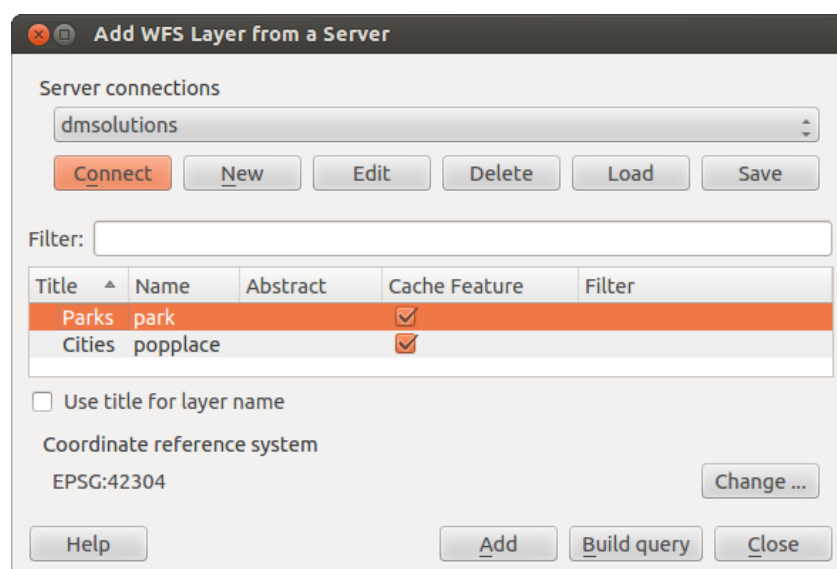 Add WFS Layer from a Server
Server connections
dmsolutions
Connect New Edit Delete Load Save
Filter:
Title Name Abstract Cache Feature Filter
Parks park
Cities popplace
Use title for layer name
Coordinate reference system
EPSG:42304 Change ...
Help Add Build query Close